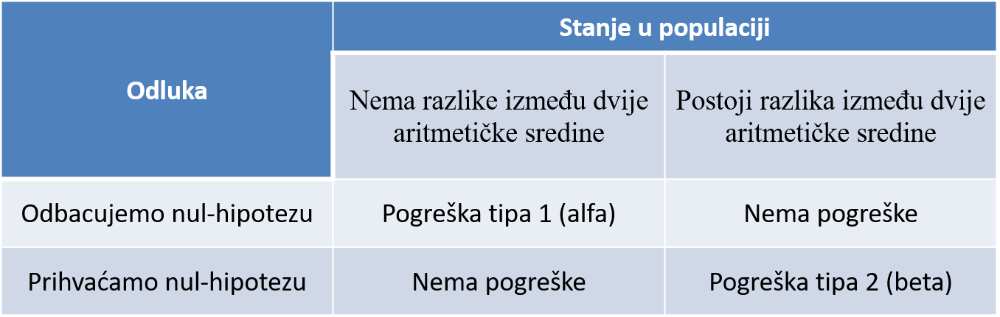 Stanje u populaciji
Odluka
Nema razlike između dvije
aritmetičke sredine
Postoji razlika između dvije
aritmetičke sredine
Odbacujemo nul-hipotezu
Pogreška tipa 1 (alfa)
Nema pogreške
Prihvaćamo nul-hipotezu
Nema pogreške
Pogreška tipa 2 (beta)